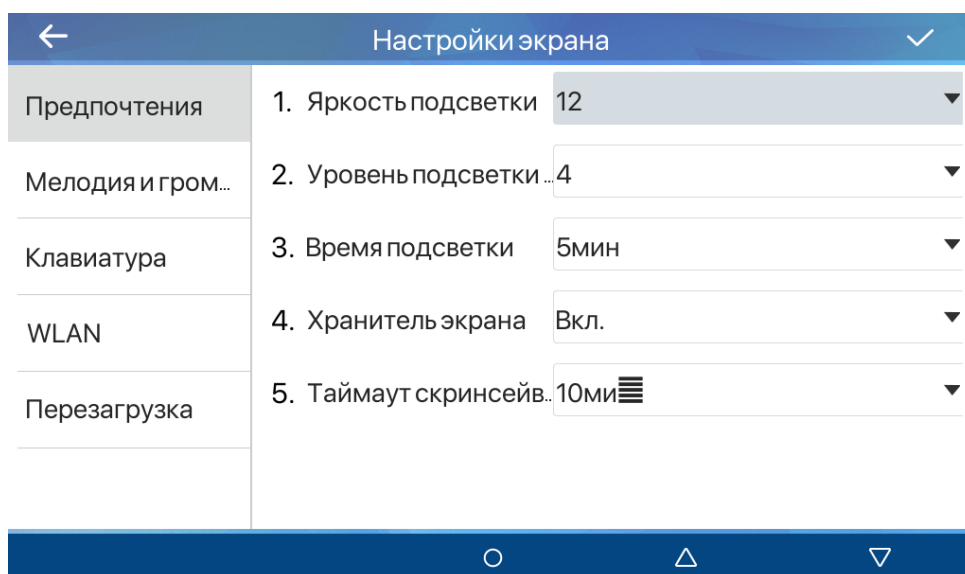 Настройки экрана
Предпочтения
Мелодия и гром...
Клавиатура
WLAN
Перезагрузка
1. Яркость подсветки 12
2. Уровень подсветки ... 4
3. Время подсветки 5мин
4. Хранитель экрана Вкл.
5. Таймаут скринсейв.. 10ми